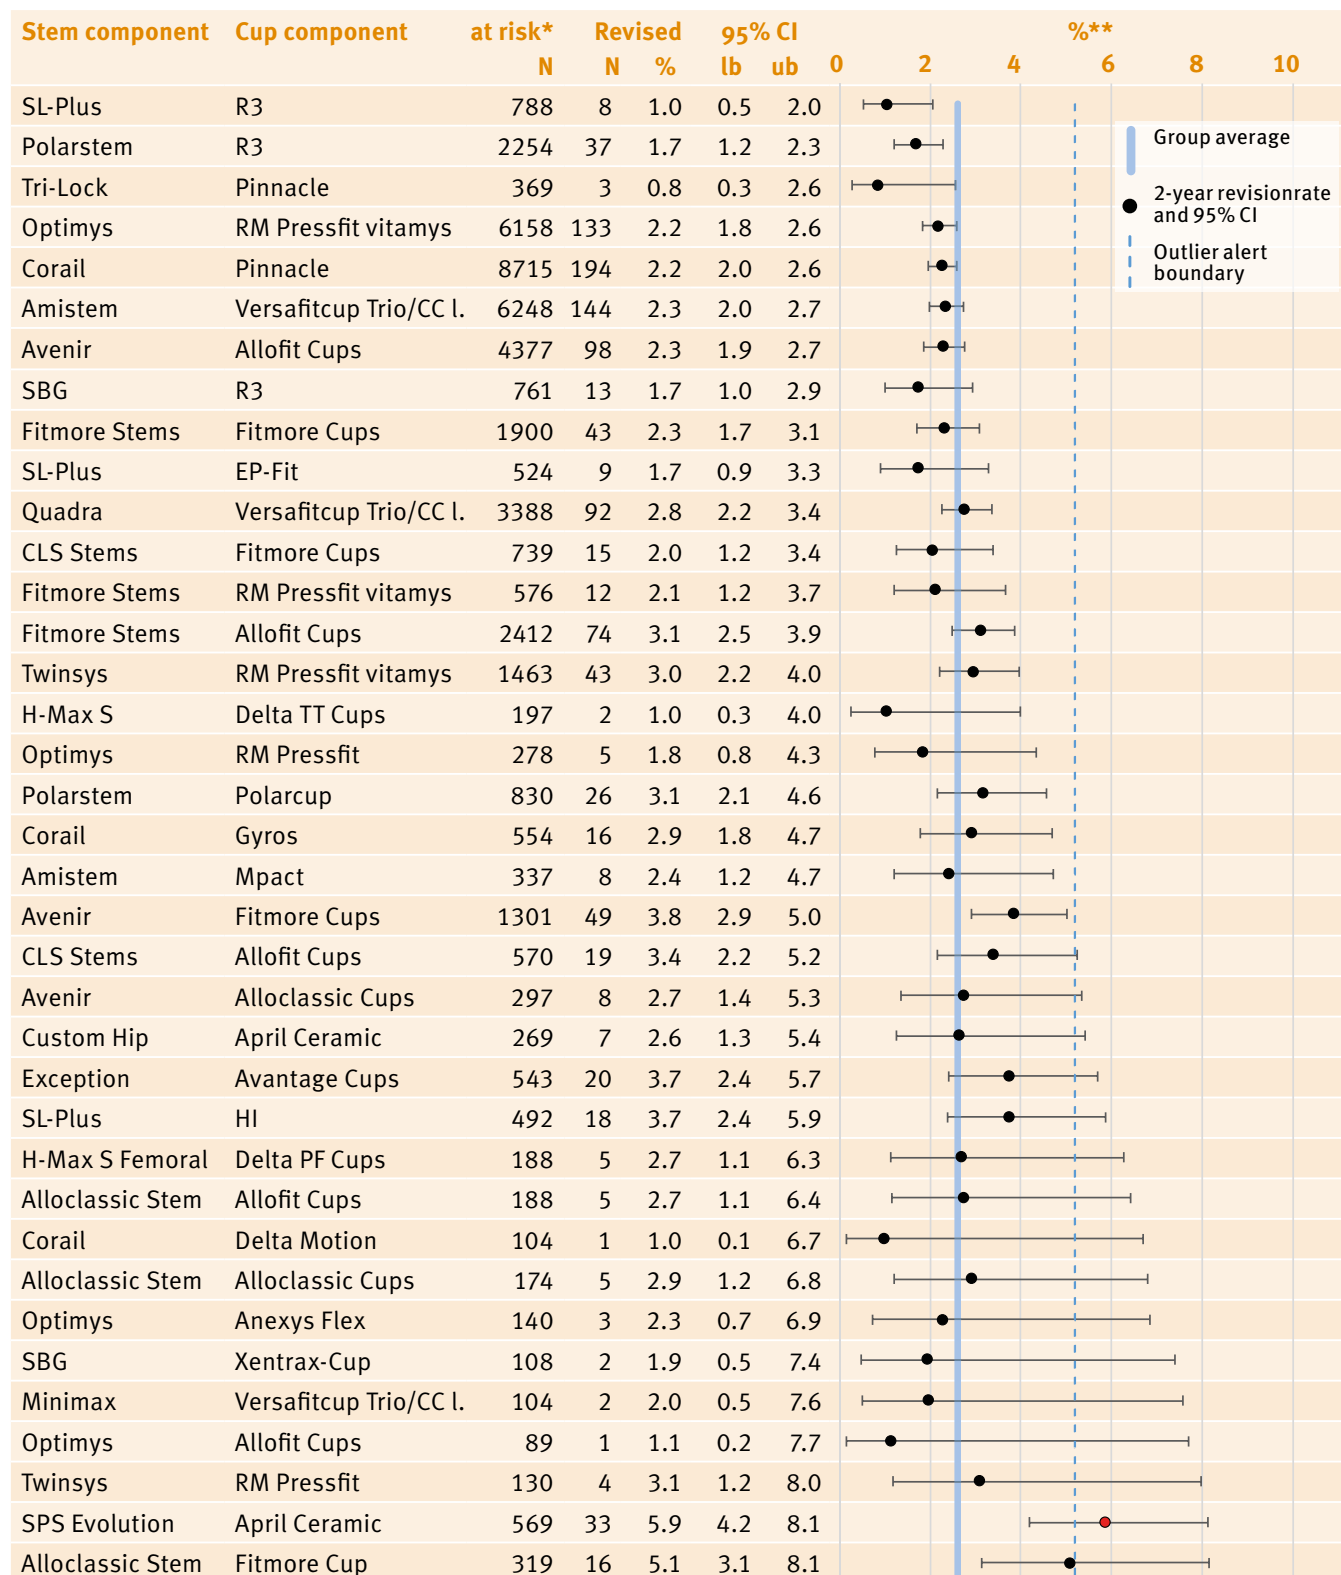 Stem component Cup component at risk* Revised 95% CI %**
N N % lb ub 0 2 4 6 8 10
SL-Plus R3 788 8 1.0 0.5 2.0
Polarstem R3 2254 37 1.7 1.2 2.3
Tri-Lock Pinnacle 369 3 0.8 0.3 2.6
Optimys RM Pressfit vitamys 6158 133 2.2 1.8 2.6
Corail Pinnacle 8715 194 2.2 2.0 2.6
Amistem Versafitcup Trio/CC l. 6248 144 2.3 2.0 2.7
Avenir Allofit Cups 4377 98 2.3 1.9 2.7
SBG R3 761 13 1.7 1.0 2.9
Fitmore Stems Fitmore Cups 1900 43 2.3 1.7 3.1
SL-Plus EP-Fit 524 9 1.7 0.9 3.3
Quadra Versafitcup Trio/CC l. 3388 92 2.8 2.2 3.4
CLS Stems Fitmore Cups 739 15 2.0 1.2 3.4
Fitmore Stems RM Pressfit vitamys 576 12 2.1 1.2 3.7
Fitmore Stems Allofit Cups 2412 74 3.1 2.5 3.9
Twinsys RM Pressfit vitamys 1463 43 3.0 2.2 4.0
H-Max S Delta TT Cups 197 2 1.0 0.3 4.0
Optimys RM Pressfit 278 5 1.8 0.8 4.3
Polarstem Polarcup 830 26 3.1 2.1 4.6
Corail Gyros 554 16 2.9 1.8 4.7
Amistem Mpact 337 8 2.4 1.2 4.7
Avenir Fitmore Cups 1301 49 3.8 2.9 5.0
CLS Stems Allofit Cups 570 19 3.4 2.2 5.2
Avenir Alloclassic Cups 297 8 2.7 1.4 5.3
Custom Hip April Ceramic 269 7 2.6 1.3 5.4
Exception Avantage Cups 543 20 3.7 2.4 5.7
SL-Plus HI 492 18 3.7 2.4 5.9
H-Max S Femoral Delta PF Cups 188 5 2.7 1.1 6.3
Alloclassic Stem Allofit Cups 188 5 2.7 1.1 6.4
Corail Delta Motion 104 1 1.0 0.1 6.7
Alloclassic Stem Alloclassic Cups 174 5 2.9 1.2 6.8
Optimys Anexys Flex 140 3 2.3 0.7 6.9
SBG Xentrax-Cup 108 2 1.9 0.5 7.4
Minimax Versafitcup Trio/CC l. 104 2 2.0 0.5 7.6
Optimys Allofit Cups 89 1 1.1 0.2 7.7
Twinsys RM Pressfit 130 4 3.1 1.2 8.0
SPS Evolution April Ceramic 569 33 5.9 4.2 8.1
Alloclassic Stem Fitmore Cup 319 16 5.1 3.1 8.1
Group average
2-year revisionrate
and 95% CI
Outlier alert
boundary